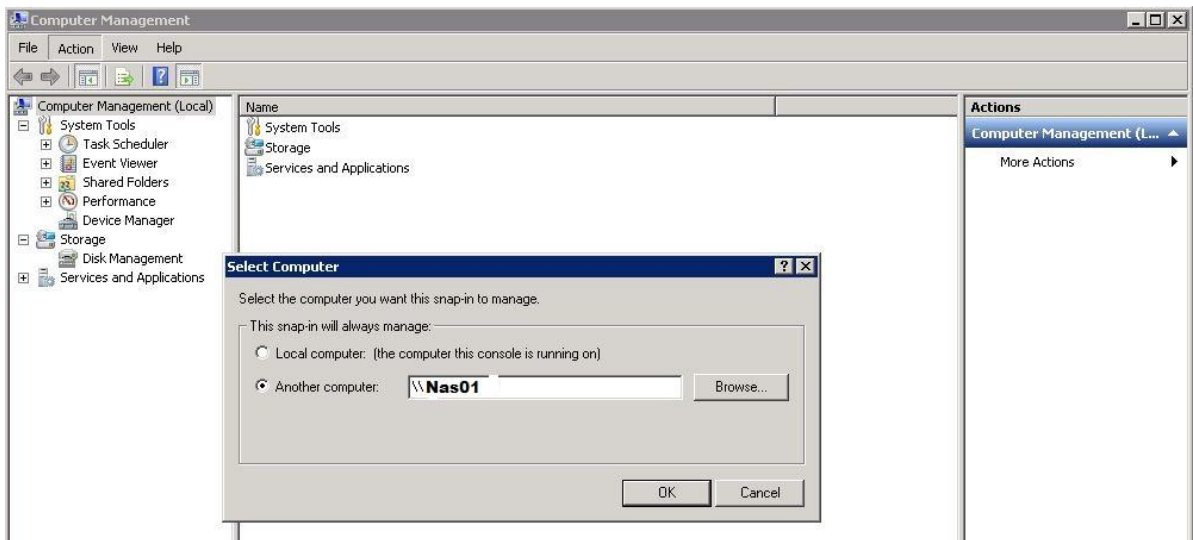 Computer Management
File Action View Help
Computer Management (Local)
System Tools
Task Scheduler
Event Viewer
Shared Folders
Performance
Device Manager
Storage
Disk Management
Services and Applications
Name
System Tools
Storage
Services and Applications
Actions
Computer Management (L...
More Actions
Select Computer
Select the computer you want this snap-in to manage.
This snap-in will always manage:
Local computer: (the computer this console is running on)
Another computer: \\Nas01 Browse...
OK Cancel